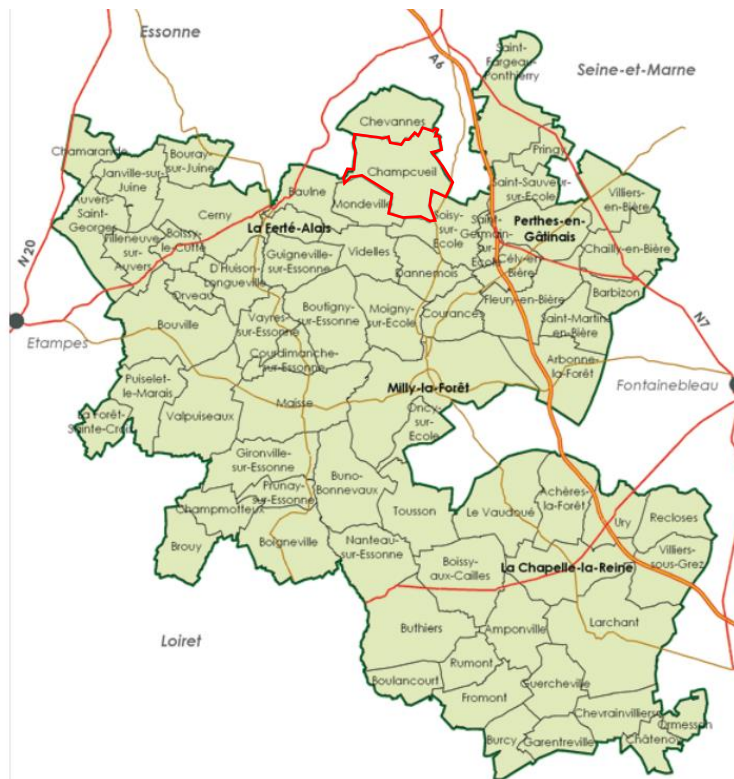 Essonne
A6
Saint-
Fargeau-
Ponthierry
Seine-et-Marne
Chevannes
Chamarande
Bouray-
sur-Juine
Janville-sur-
Juine
Champcueil
Pringy
Saint-Sauveur-
sur-Ecole
Villiers-
en-Bière
Auvers-
Saint-
Georges
Cerny
Baulne
Mondeville
Soisy-
sur-
Ecole
Saint-
Germain-
sur-
Ecole
Perthes-en-
Gâtinais
N 20
Villeneuve-
sur-
Auvers
Boissy-
le-Cutté
La Ferté-Alais
Guigneville-
sur-Essonne
Videlles
Dannemois
Cély-en-
Bière
Chailly-en-Bière
D'Huison-
Longueville
Orveau
Fleury-en-Bière
Barbizon
Bouville
Vayres-
sur-Essonne
Boutigny-
sur-Essonne
Moigny-
sur-Ecole
Courances
Saint-Martin-
en-Bière
N7
Etampes
Courdimanche-
sur-Essonne
Arbonne-
la-Forêt
Puiselet-
le-Marais
Maisse
Milly-la-Forêt
Fontainebleau
La Forêt-
Sainte-Croix
Valpuiseaux
Oncy-
sur-
Ecole
Gironville-
sur-Essonne
Buno-
Bonnevaux
Prunay-
sur-Essonne
Champmotteux
Tousson
Le Vaudoué
Achères-
la-Forêt
Ury
Recloses
Brouy
Boigneville
Nanteau-
sur-Essonne
Boissy-
aux-Cailles
La Chapelle-la-Reine
Villiers-
sous-Grez
Loiret
Buthiers
Amponville
Larchant
Rumont
Boulancourt
Fromont
Guercheville
Chevrainvilliers
Ormesson
Burcy
Garentreville
Châtenoy